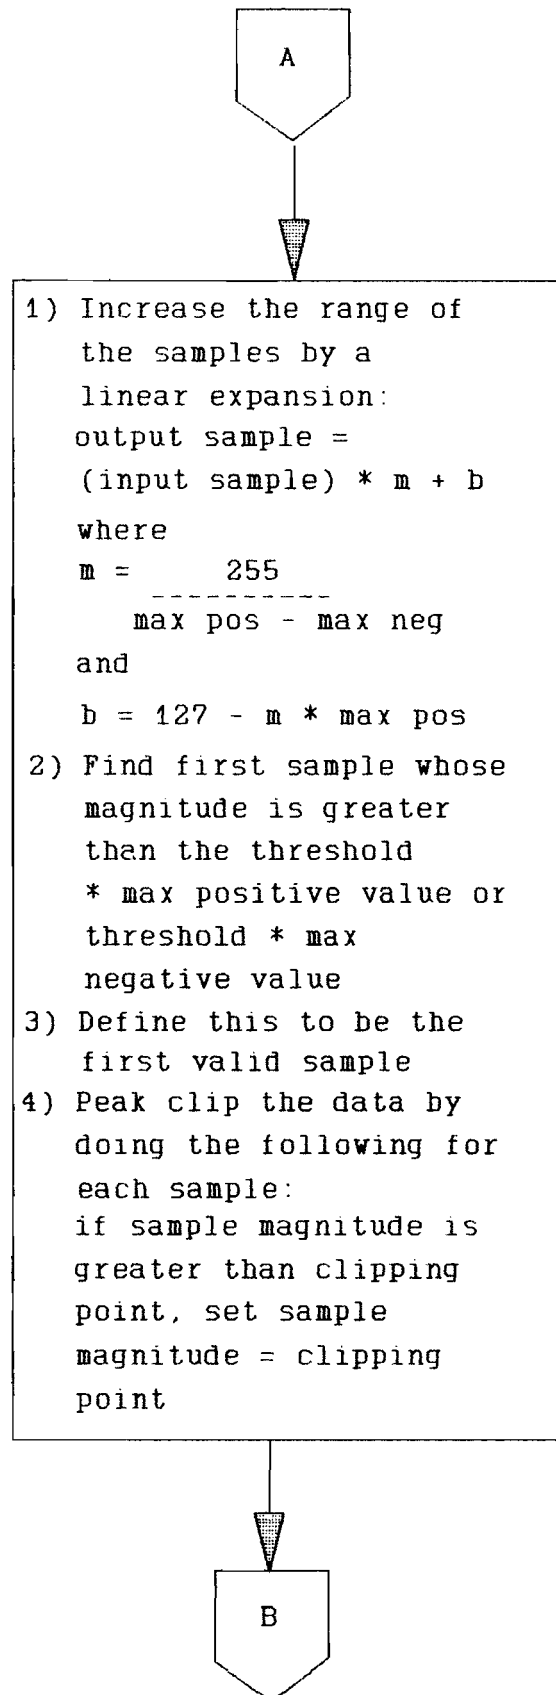 A
1) Increase the range of
the samples by a
linear expansion:
output sample =
(input sample) * m + b
where
m = 255
----------
max pos - max neg
and
b = 127 - m * max pos
2) Find first sample whose
magnitude is greater
than the threshold
* max positive value or
threshold * max
negative value
3) Define this to be the
first valid sample
4) Peak clip the data by
doing the following for
each sample:
if sample magnitude is
greater than clipping
point, set sample
magnitude = clipping
point
B